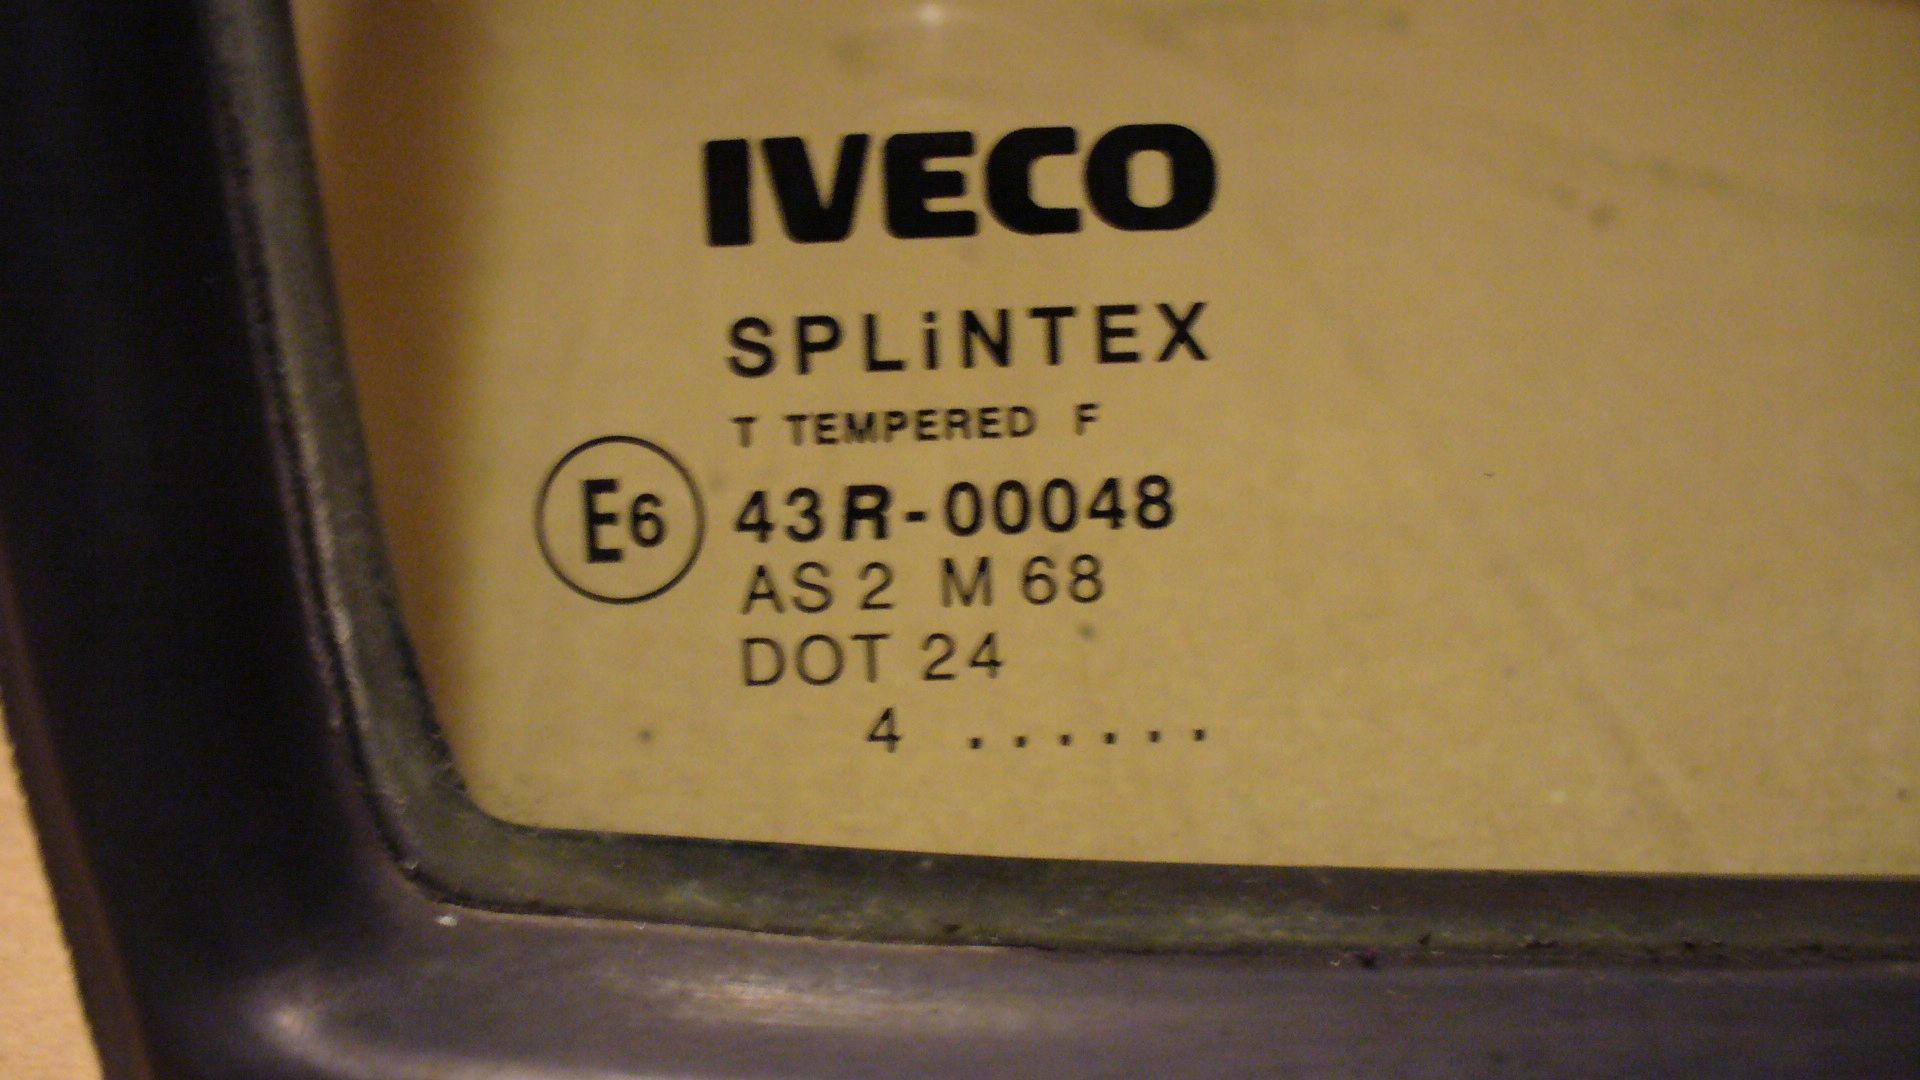 IVECO
SPLiNTEX
T TEMPERED F
E6 43R-00048
AS 2 M 68
DOT 24
4 ......